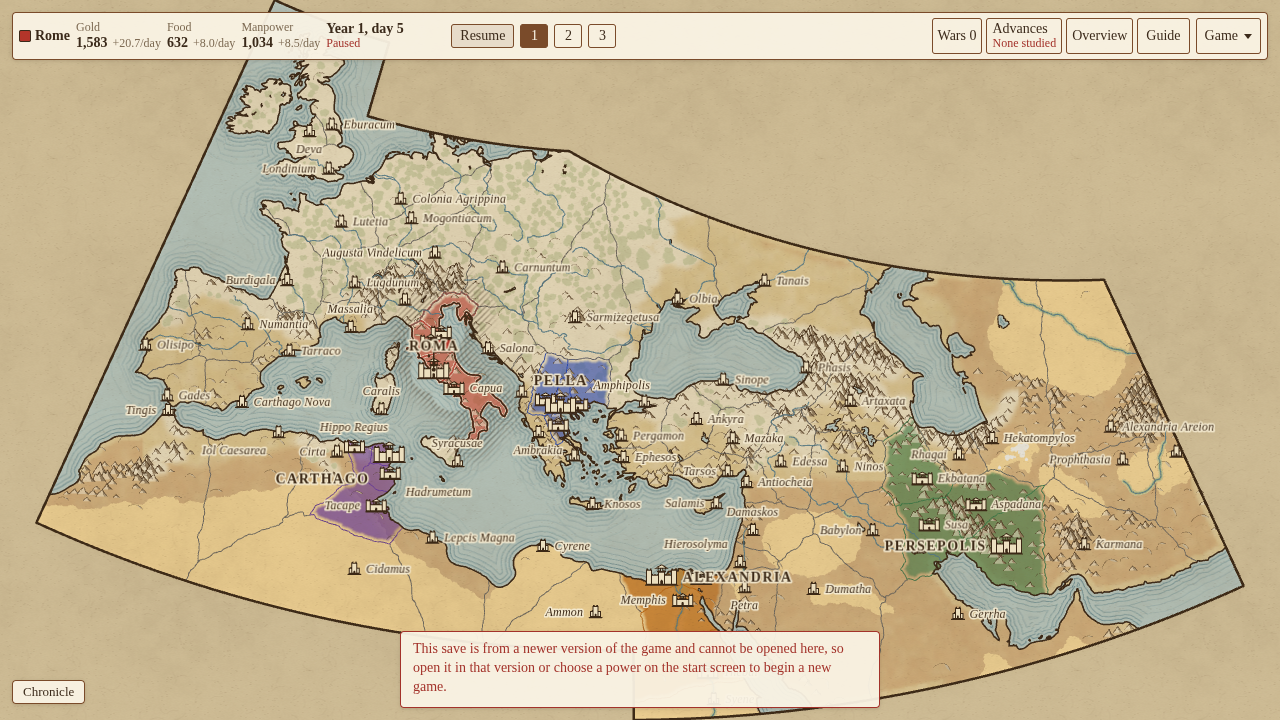 Rome
Gold
1,583 +20.7/day
Food
632 +8.0/day
Manpower
1,034 +8.5/day
Year 1, day 5
Paused
Resume
1
2
3
Wars 0
Advances
None studied
Overview
Guide
Game
Eburacum
Deva
Londinium
Colonia Agrippina
Lutetia
Mogontiacum
Augusta Vindelicum
Carnuntum
Burdigala
Lugdunum
Tanais
Olbia
Massalia
Numantia
Sarmizegetusa
Olisipo
Tarraco
ROMA
Salona
Phasis
PELLA
Amphipolis
Sinope
Gades
Caralis
Capua
Carthago Nova
Artaxata
Tingis
Hippo Regius
Ankyra
Alexandria Areion
Iol Caesarea
Cirta
Syracusae
Ambrakia
Pergamon
Mazaka
Hekatompylos
Ephesos
Rhagai
Prophthasia
Tarsos
Edessa
Ninos
CARTHAGO
Antiocheia
Ekbatana
Hadrumetum
Tacape
Knosos
Salamis
Damaskos
Aspadana
Susa
Lepcis Magna
Babylon
Cyrene
Hierosolyma
PERSEPOLIS
Karmana
Cidamus
ALEXANDRIA
Dumatha
Memphis
Petra
Ammon
Gerrha
This save is from a newer version of the game and cannot be opened here, so
open it in that version or choose a power on the start screen to begin a new
game.
Chronicle